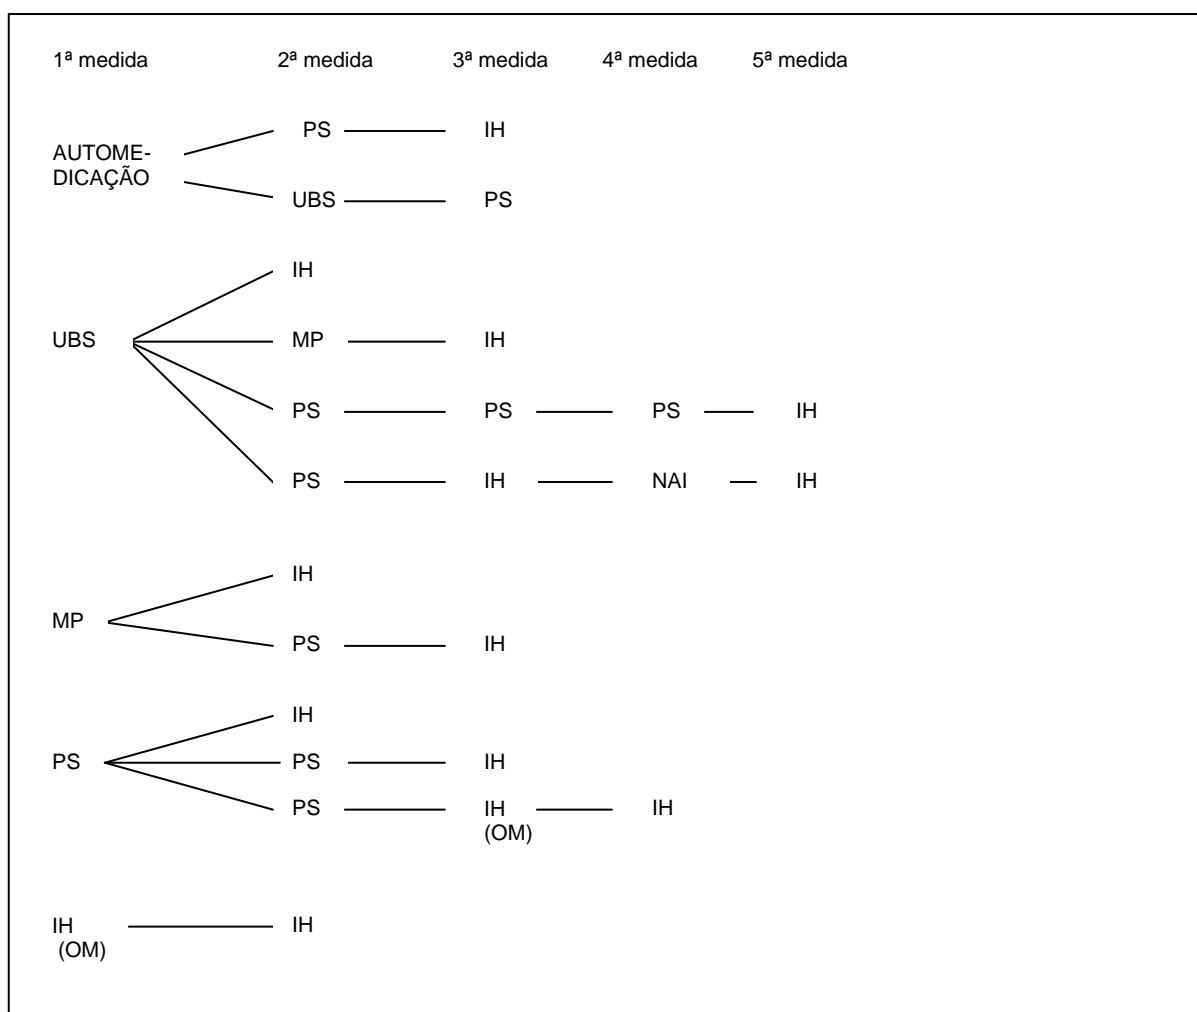 1ª medida 2ª medida 3ª medida 4ª medida 5ª medida
PS IH
AUTOME-
DICAÇÃO
UBS PS
IH
UBS MP IH
PS PS PS IH
PS IH NAI IH
IH
MP
PS IH
IH
PS PS IH
PS IH IH
(OM)
IH IH
(OM)